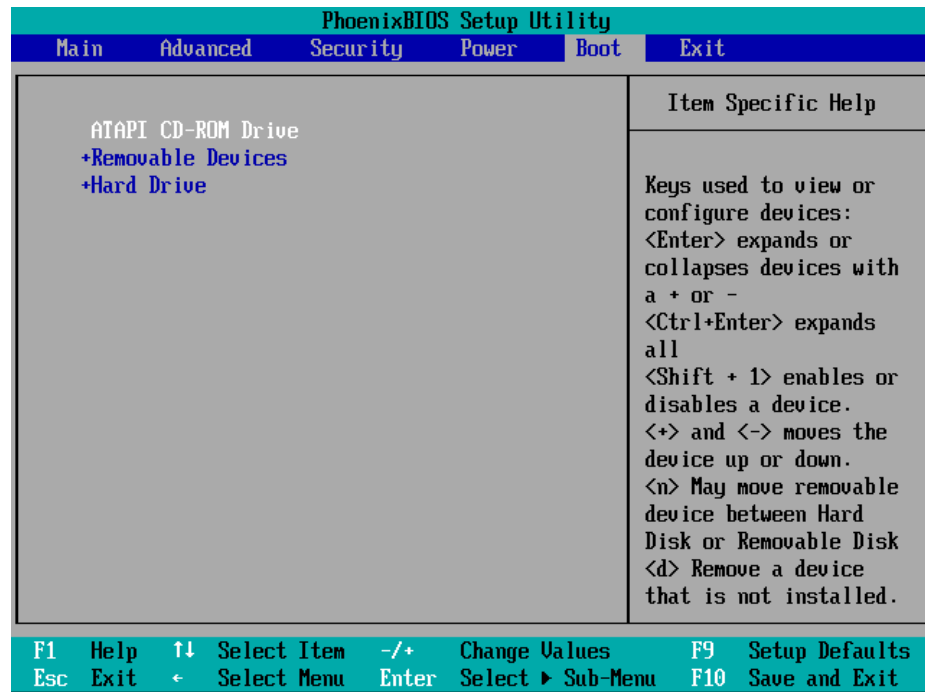 PhoenixBIOS Setup Utility
Main Advanced Security Power Boot Exit
ATAPI CD-ROM Drive
+Removable Devices
+Hard Drive
Item Specific Help
Keys used to view or
configure devices:
<Enter> expands or
collapses devices with
a + or -
<Ctrl+Enter> expands
all
<Shift + 1> enables or
disables a device.
<+> and <-> moves the
device up or down.
<n> May move removable
device between Hard
Disk or Removable Disk
<d> Remove a device
that is not installed.
F1 Help ↑↓ Select Item -/+ Change Values F9 Setup Defaults
Esc Exit ← Select Menu Enter Select ▶ Sub-Menu F10 Save and Exit